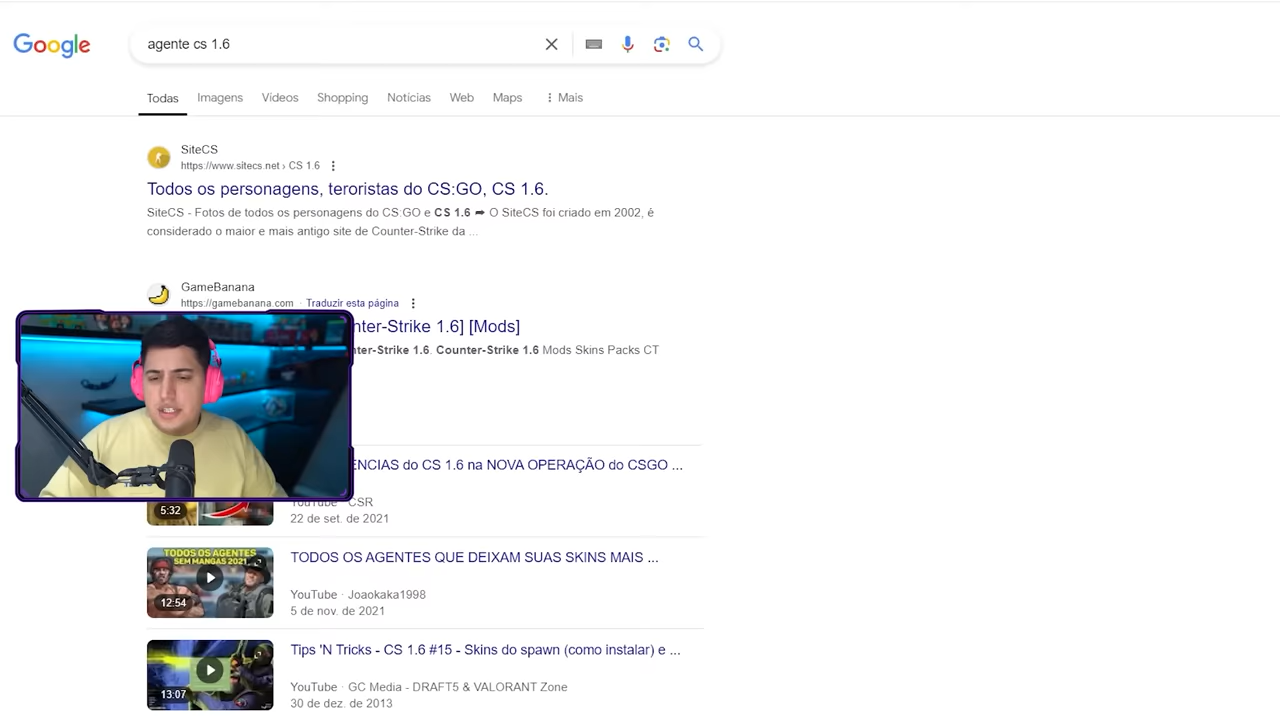 Google
agente cs 1.6
Todas Imagens Vídeos Shopping Notícias Web Maps Mais
SiteCS
https://www.sitecs.net › CS 1.6
Todos os personagens, teroristas do CS:GO, CS 1.6.
SiteCS - Fotos de todos os personagens do CS:GO e CS 1.6 ➡ O SiteCS foi criado em 2002, é
considerado o maior e mais antigo site de Counter-Strike da ...
GameBanana
https://gamebanana.com · Traduzir esta página
nter-Strike 1.6] [Mods]
nter-Strike 1.6. Counter-Strike 1.6 Mods Skins Packs CT
ÊNCIAS do CS 1.6 na NOVA OPERAÇÃO do CSGO ...
YouTube · CSR
5:32
22 de set. de 2021
TODOS OS AGENTES
SEM MANGAS 2021
12:54
TODOS OS AGENTES QUE DEIXAM SUAS SKINS MAIS ...
YouTube · Joaokaka1998
5 de nov. de 2021
13:07
Tips 'N Tricks - CS 1.6 #15 - Skins do spawn (como instalar) e ...
YouTube · GC Media - DRAFT5 & VALORANT Zone
30 de dez. de 2013